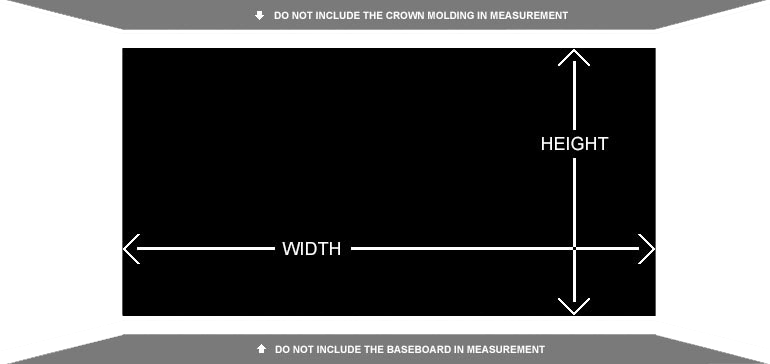 DO NOT INCLUDE THE CROWN MOLDING IN MEASUREMENT
HEIGHT
WIDTH
DO NOT INCLUDE THE BASEBOARD IN MEASUREMENT